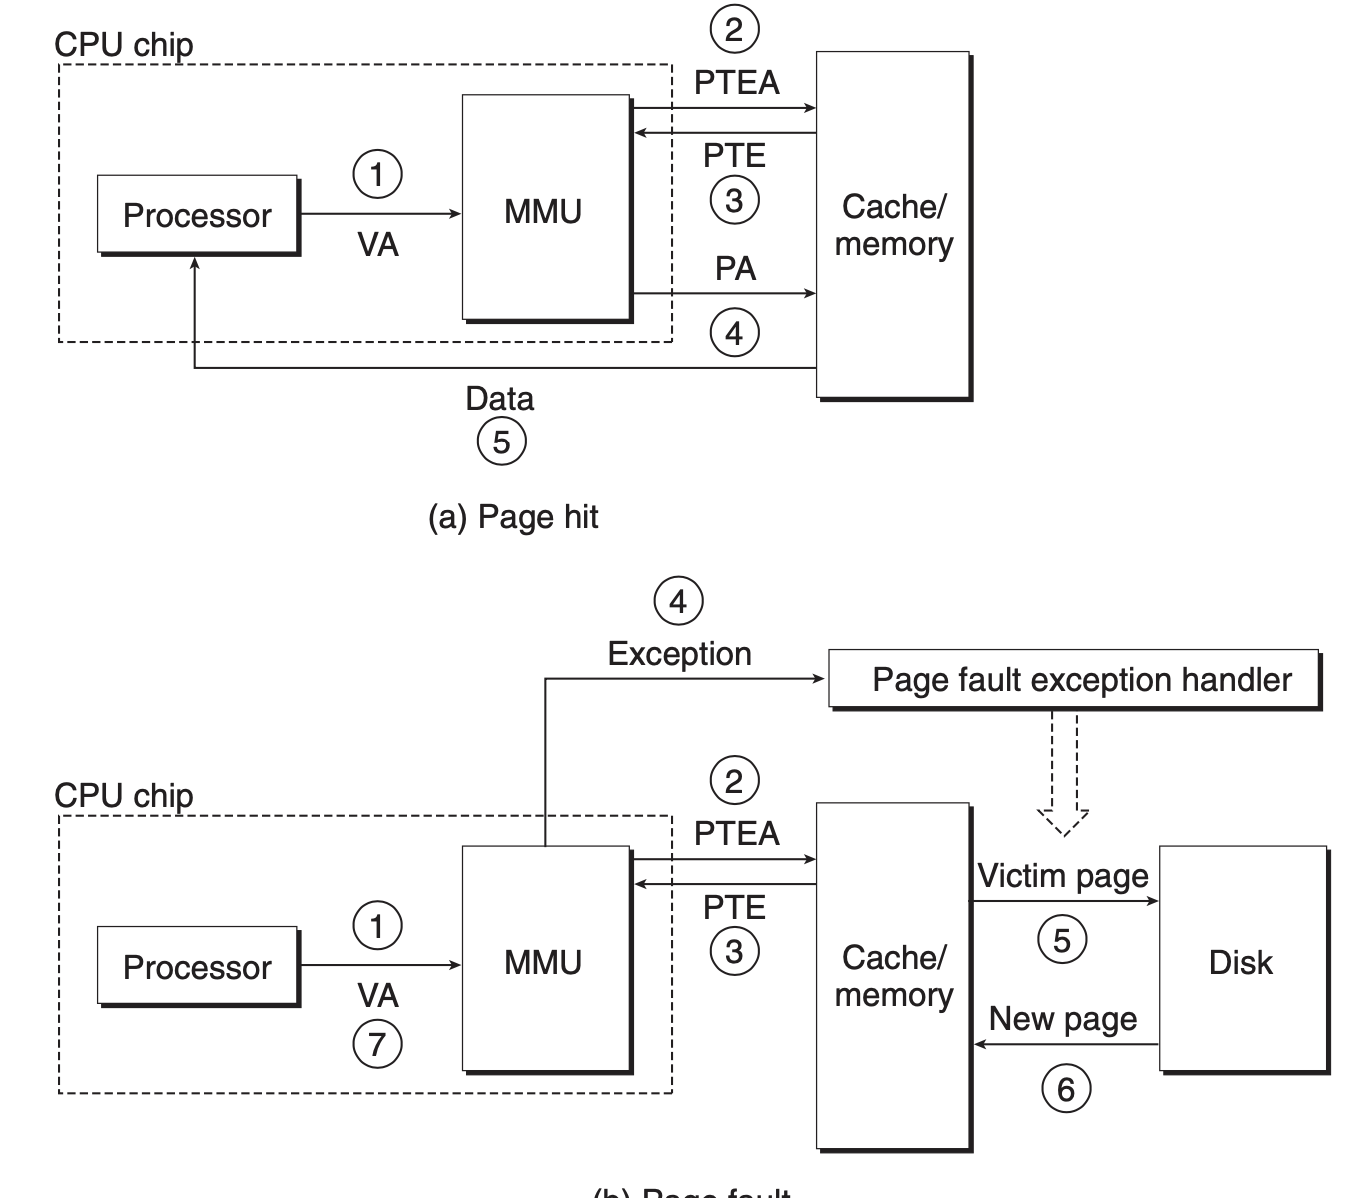 2
CPU chip
PTEA
1
PTE
Processor
MMU
3
Cache/
memory
VA
PA
4
Data
5
(a) Page hit
4
Exception
Page fault exception handler
2
CPU chip
PTEA
Victim page
1
PTE
5
Processor
MMU
3
Cache/
memory
Disk
VA
New page
7
6
(b) Page fault